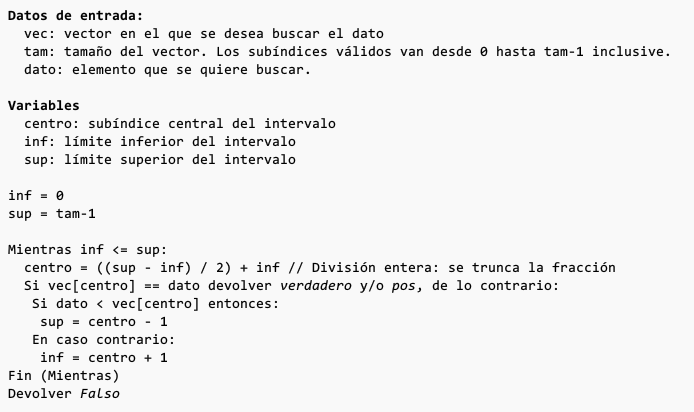 Datos de entrada:
vec: vector en el que se desea buscar el dato
tam: tamaño del vector. Los subíndices válidos van desde 0 hasta tam-1 inclusive.
dato: elemento que se quiere buscar.
Variables
centro: subíndice central del intervalo
inf: límite inferior del intervalo
sup: límite superior del intervalo
inf = 0
sup = tam-1
Mientras inf <= sup:
centro = ((sup - inf) / 2) + inf // División entera: se trunca la fracción
Si vec[centro] == dato devolver verdadero y/o pos, de lo contrario:
Si dato < vec[centro] entonces:
sup = centro - 1
En caso contrario:
inf = centro + 1
Fin (Mientras)
Devolver Falso